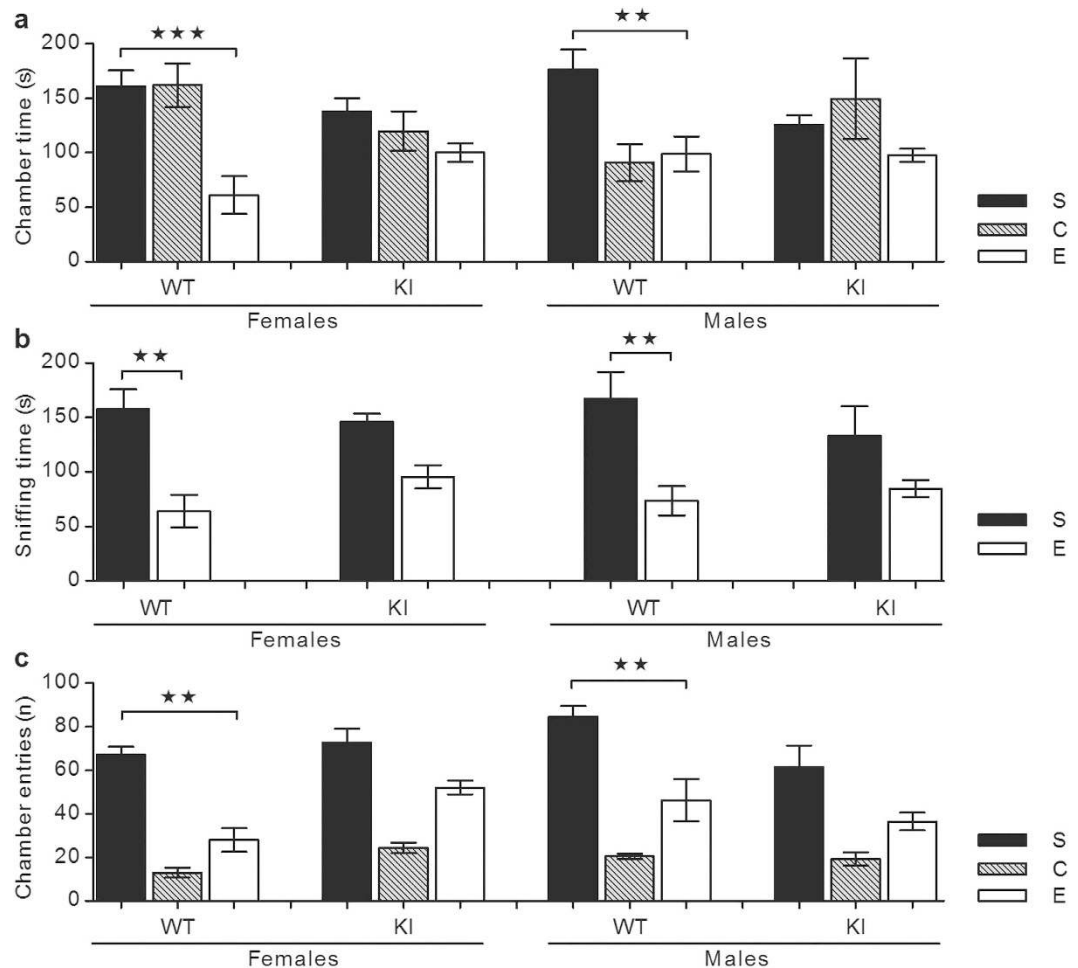 a
★★★
★★
Chamber time (s)
200
150
100
50
0
S
C
E
WT
KI
WT
KI
Females
Males
b
★★
★★
Sniffing time (s)
200
150
100
50
0
S
E
WT
KI
WT
KI
Females
Males
c
★★
★★
Chamber entries (n)
100
80
60
40
20
0
S
C
E
WT
KI
WT
KI
Females
Males